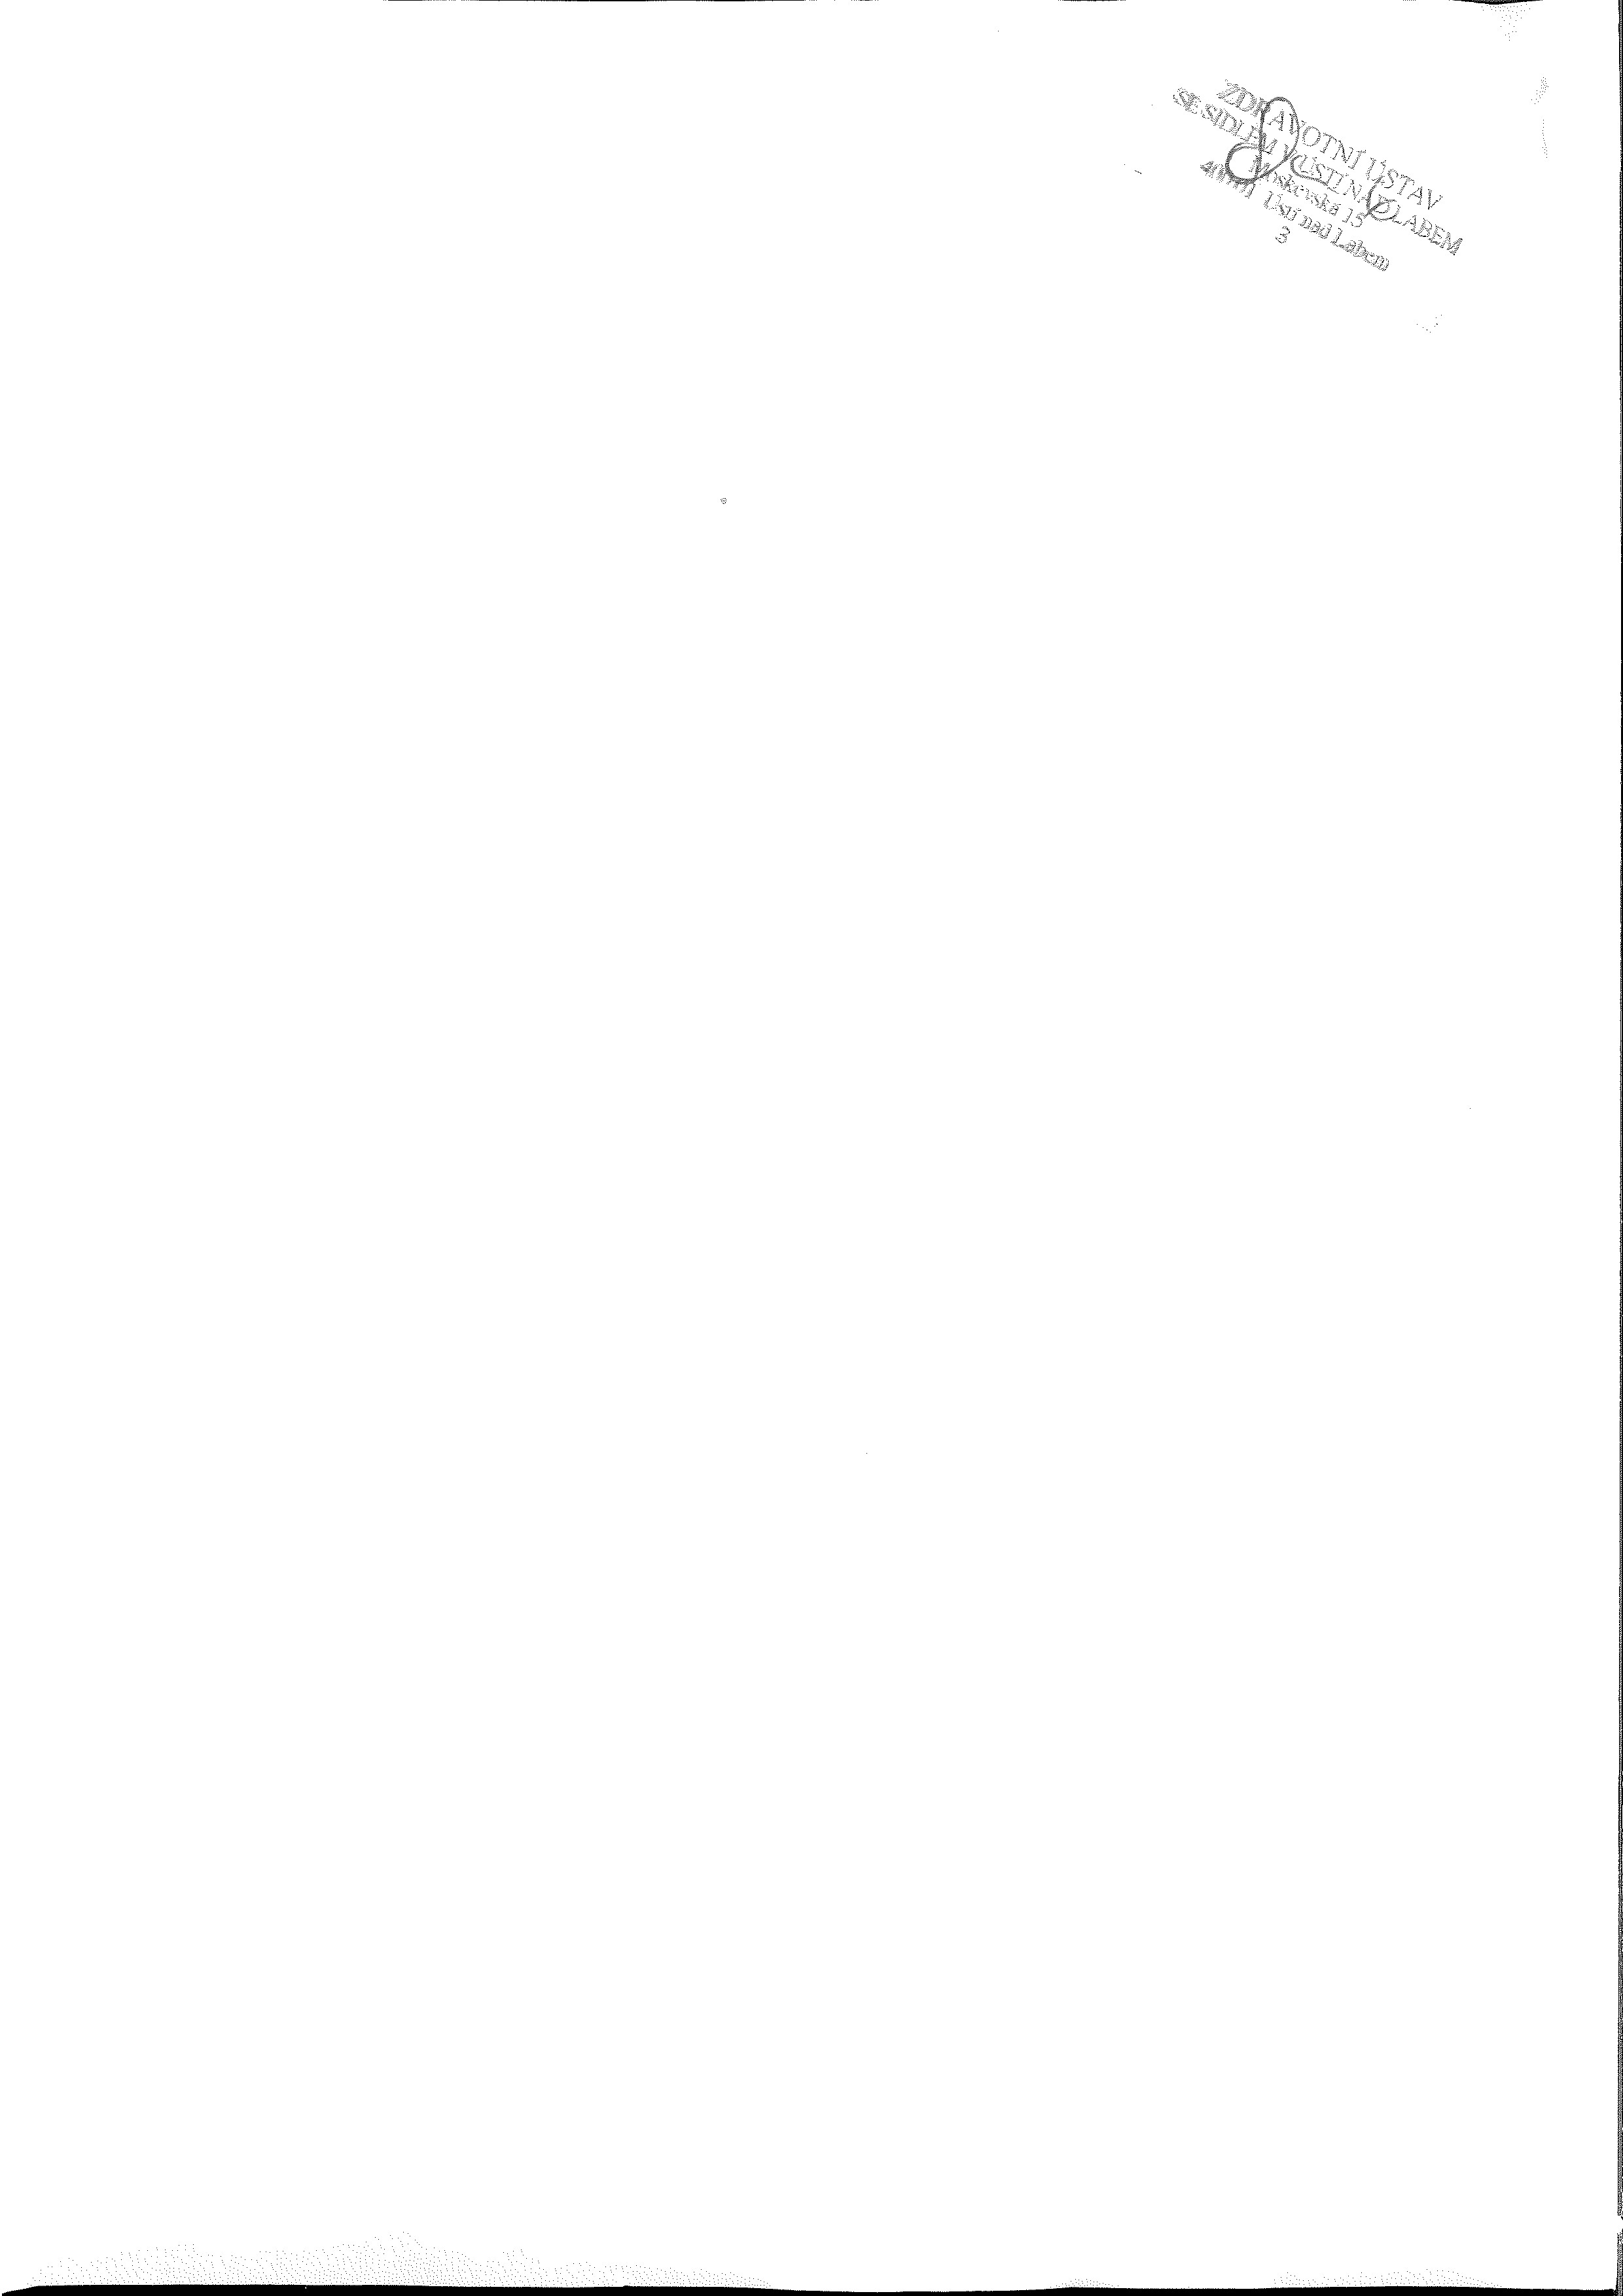 ZDRAVOTNÍ ÚSTAV
SE SÍDLEM V ÚSTÍ NAD LABEM
Moskevská 15
400 01 Ústí nad Labem
3